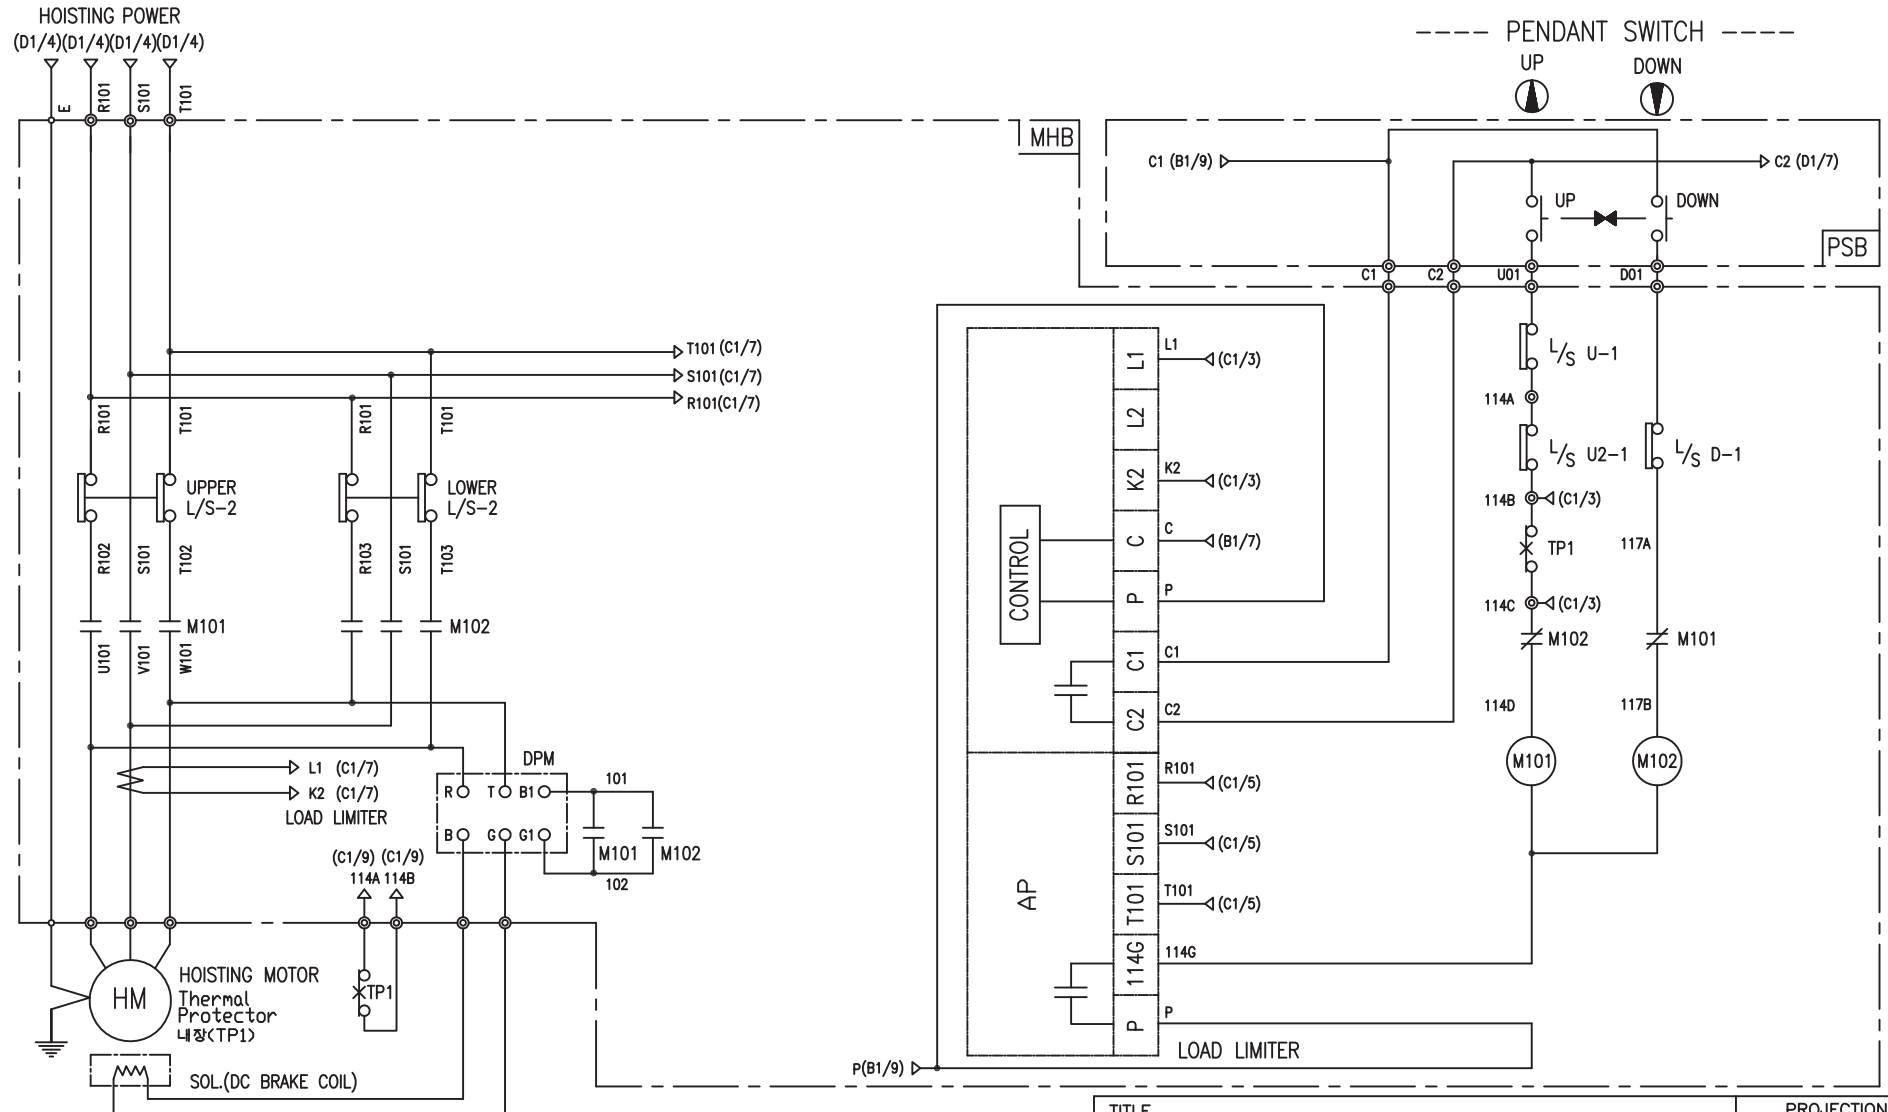 HOISTING POWER
(D1/4)(D1/4)(D1/4)(D1/4)
E
R101
S101
T101
MHB
---- PENDANT SWITCH ----
UP
DOWN
C1 (B1/9)
C2 (D1/7)
UP
DOWN
PSB
C1
C2
U01
D01
T101 (C1/7)
S101 (C1/7)
R101(C1/7)
R101
T101
R101
T101
UPPER
L/S-2
LOWER
L/S-2
R102
S101
T102
R103
S101
T103
M101
M102
U101
V101
W101
L1 (C1/7)
K2 (C1/7)
LOAD LIMITER
DPM
R
T
B1
B
G
G1
101
M101
M102
102
(C1/9) (C1/9)
114A 114B
TP1
HM
HOISTING MOTOR
Thermal
Protector
내장(TP1)
SOL.(DC BRAKE COIL)
CONTROL
AP
L1
L1
(C1/3)
L2
K2
K2
(C1/3)
C
C
(B1/7)
P
P
C1
C1
C2
C2
R101
R101
(C1/5)
S101
S101
(C1/5)
T101
T101
(C1/5)
114G
114G
P
P
LOAD LIMITER
P(B1/9)
L/S U-1
114A
L/S U2-1
L/S D-1
114B
(C1/3)
TP1
117A
114C
(C1/3)
M102
M101
114D
117B
M101
M102
TITLE
PROJECTION